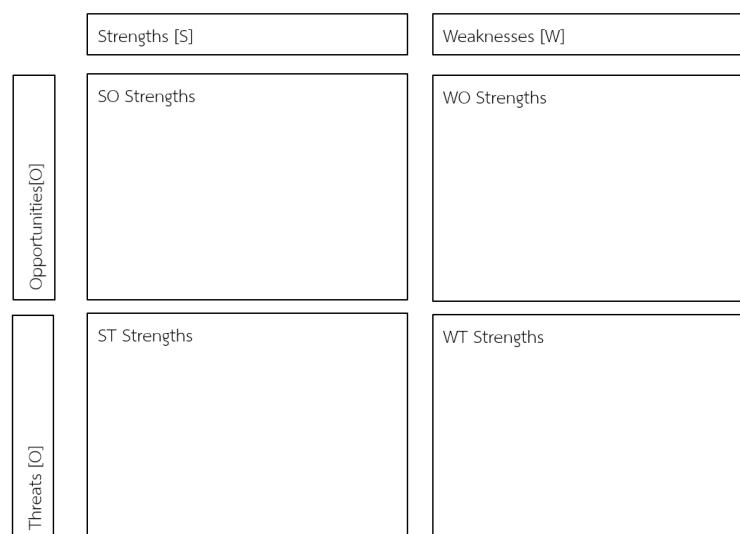 Strengths [S]
Weaknesses [W]
Opportunities[O]
SO Strengths
WO Strengths
Threats [O]
ST Strengths
WT Strengths